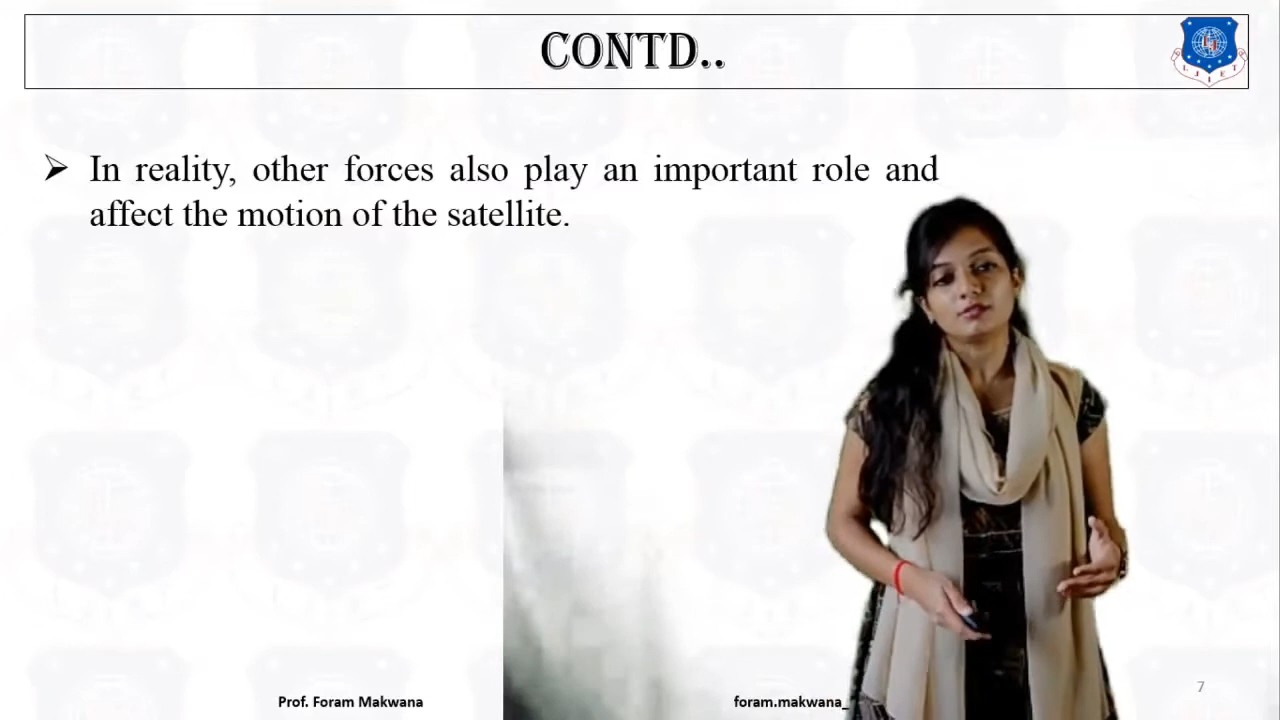 CONTD..
LJIET
➢ In reality, other forces also play an important role and
affect the motion of the satellite.
Prof. Foram Makwana
foram.makwana_
7